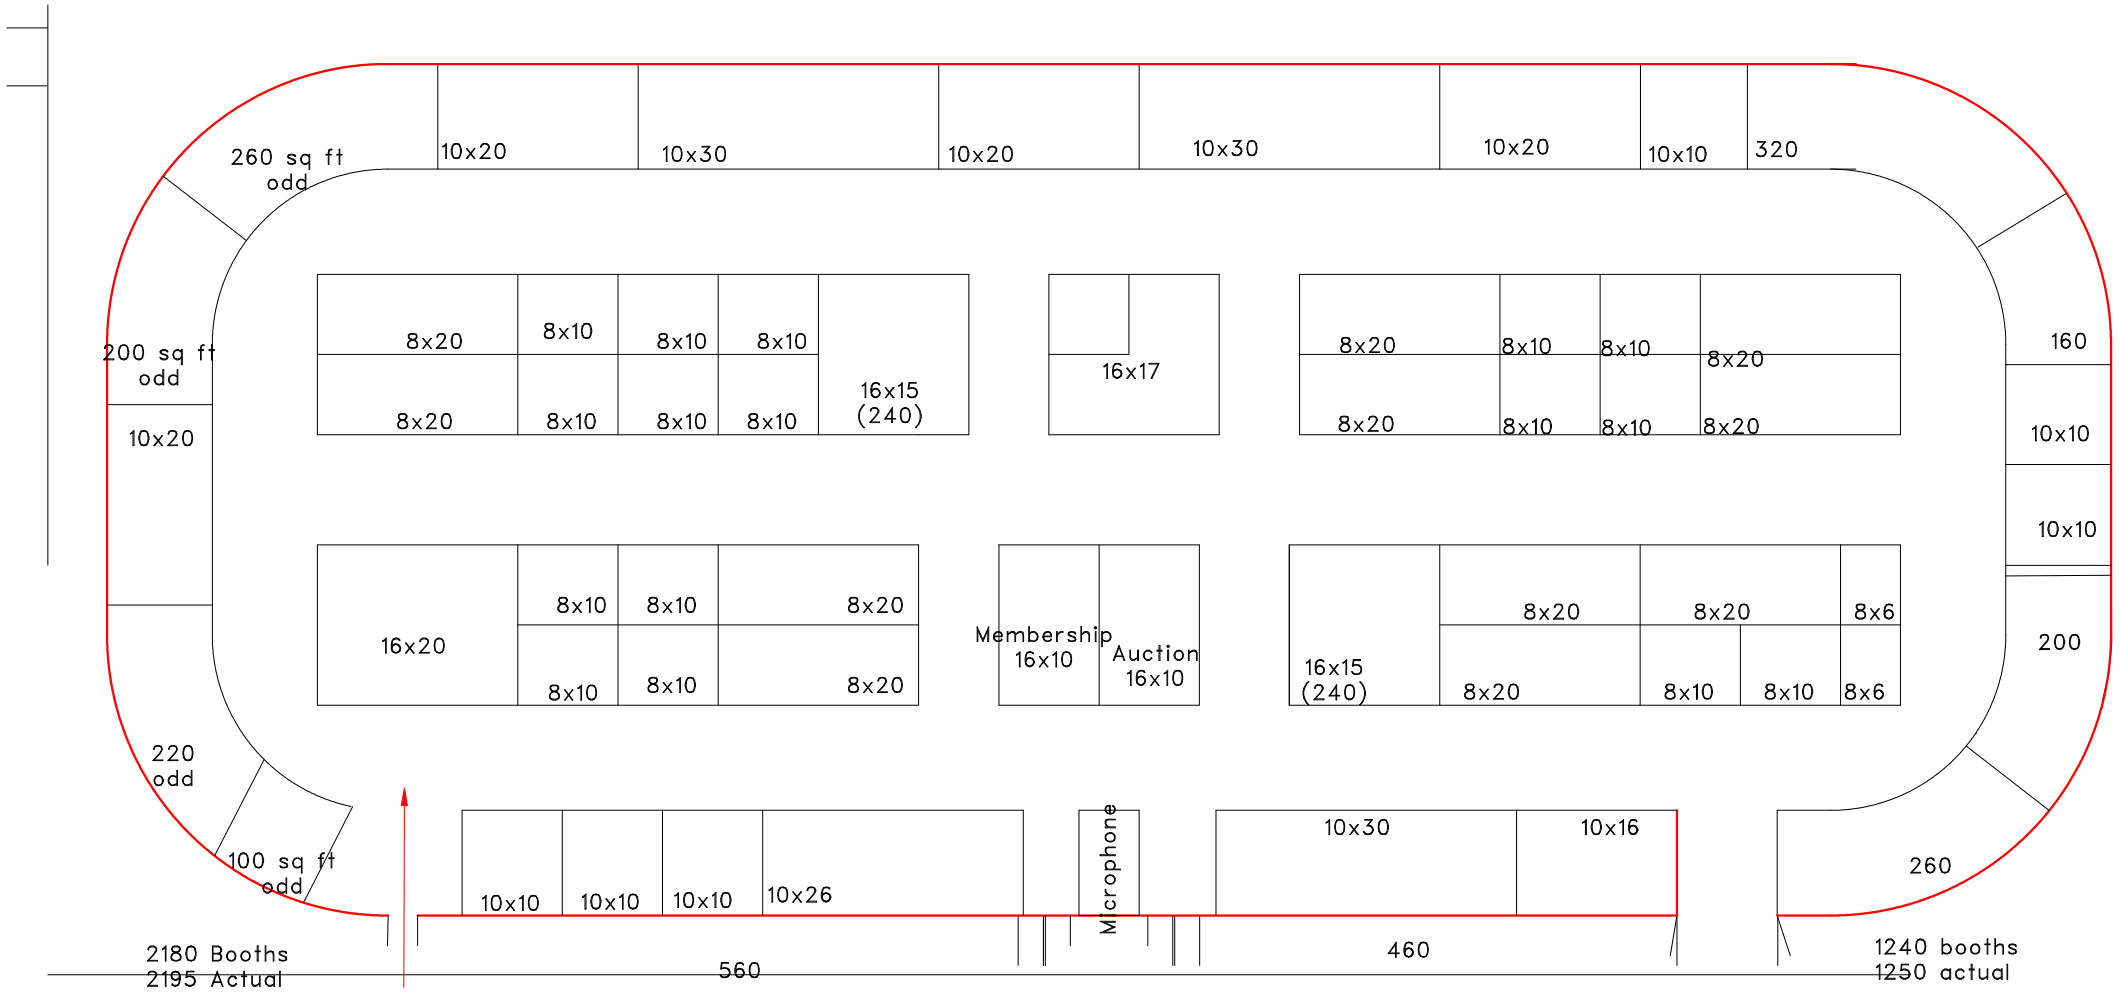 10x20
10x30
10x20
10x30
10x20
10x10
320
260 sq ft
odd
200 sq ft
odd
10x20
220
odd
100 sq ft
odd
8x20
8x10
8x10
8x10
8x20
8x10
8x10
8x10
16x15
(240)
16x17
8x20
8x10
8x10
8x20
8x20
8x10
8x10
8x20
160
10x10
10x10
200
260
16x20
8x10
8x10
8x20
8x10
8x10
8x20
Membership
16x10
Auction
16x10
16x15
(240)
8x20
8x20
8x6
8x20
8x10
8x10
8x6
10x10
10x10
10x10
10x26
Microphone
10x30
10x16
2180 Booths
2195 Actual
560
460
1240 booths
1250 actual